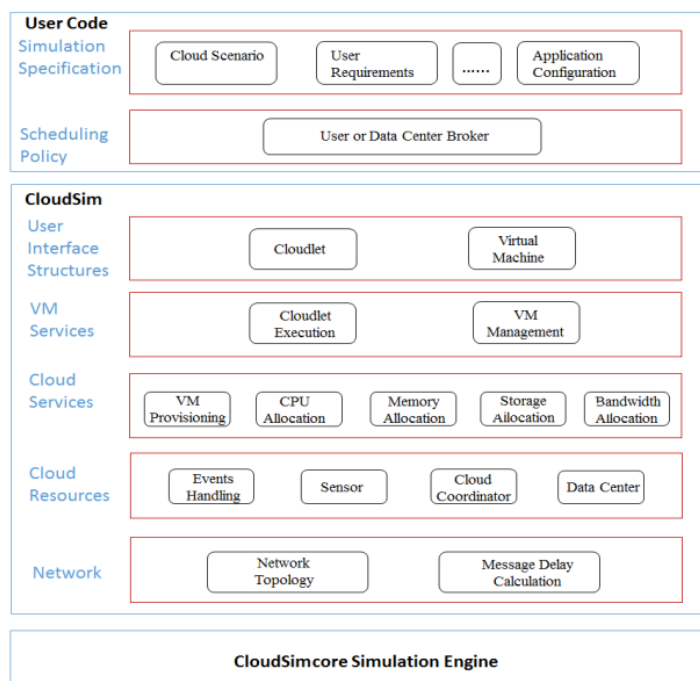 User Code
Simulation
Specification
Cloud Scenario
User
Requirements
......
Application
Configuration
Scheduling
Policy
User or Data Center Broker
CloudSim
User
Interface
Structures
Cloudlet
Virtual
Machine
VM
Services
Cloudlet
Execution
VM
Management
Cloud
Services
VM
Provisioning
CPU
Allocation
Memory
Allocation
Storage
Ailocation
Bandwidth
Allocation
Cloud
Resources
Events
Handling
Sensor
Cloud
Coordinator
Data Center
Network
Network
Topology
Message Delay
Calculation
CloudSimcore Simulation Engine